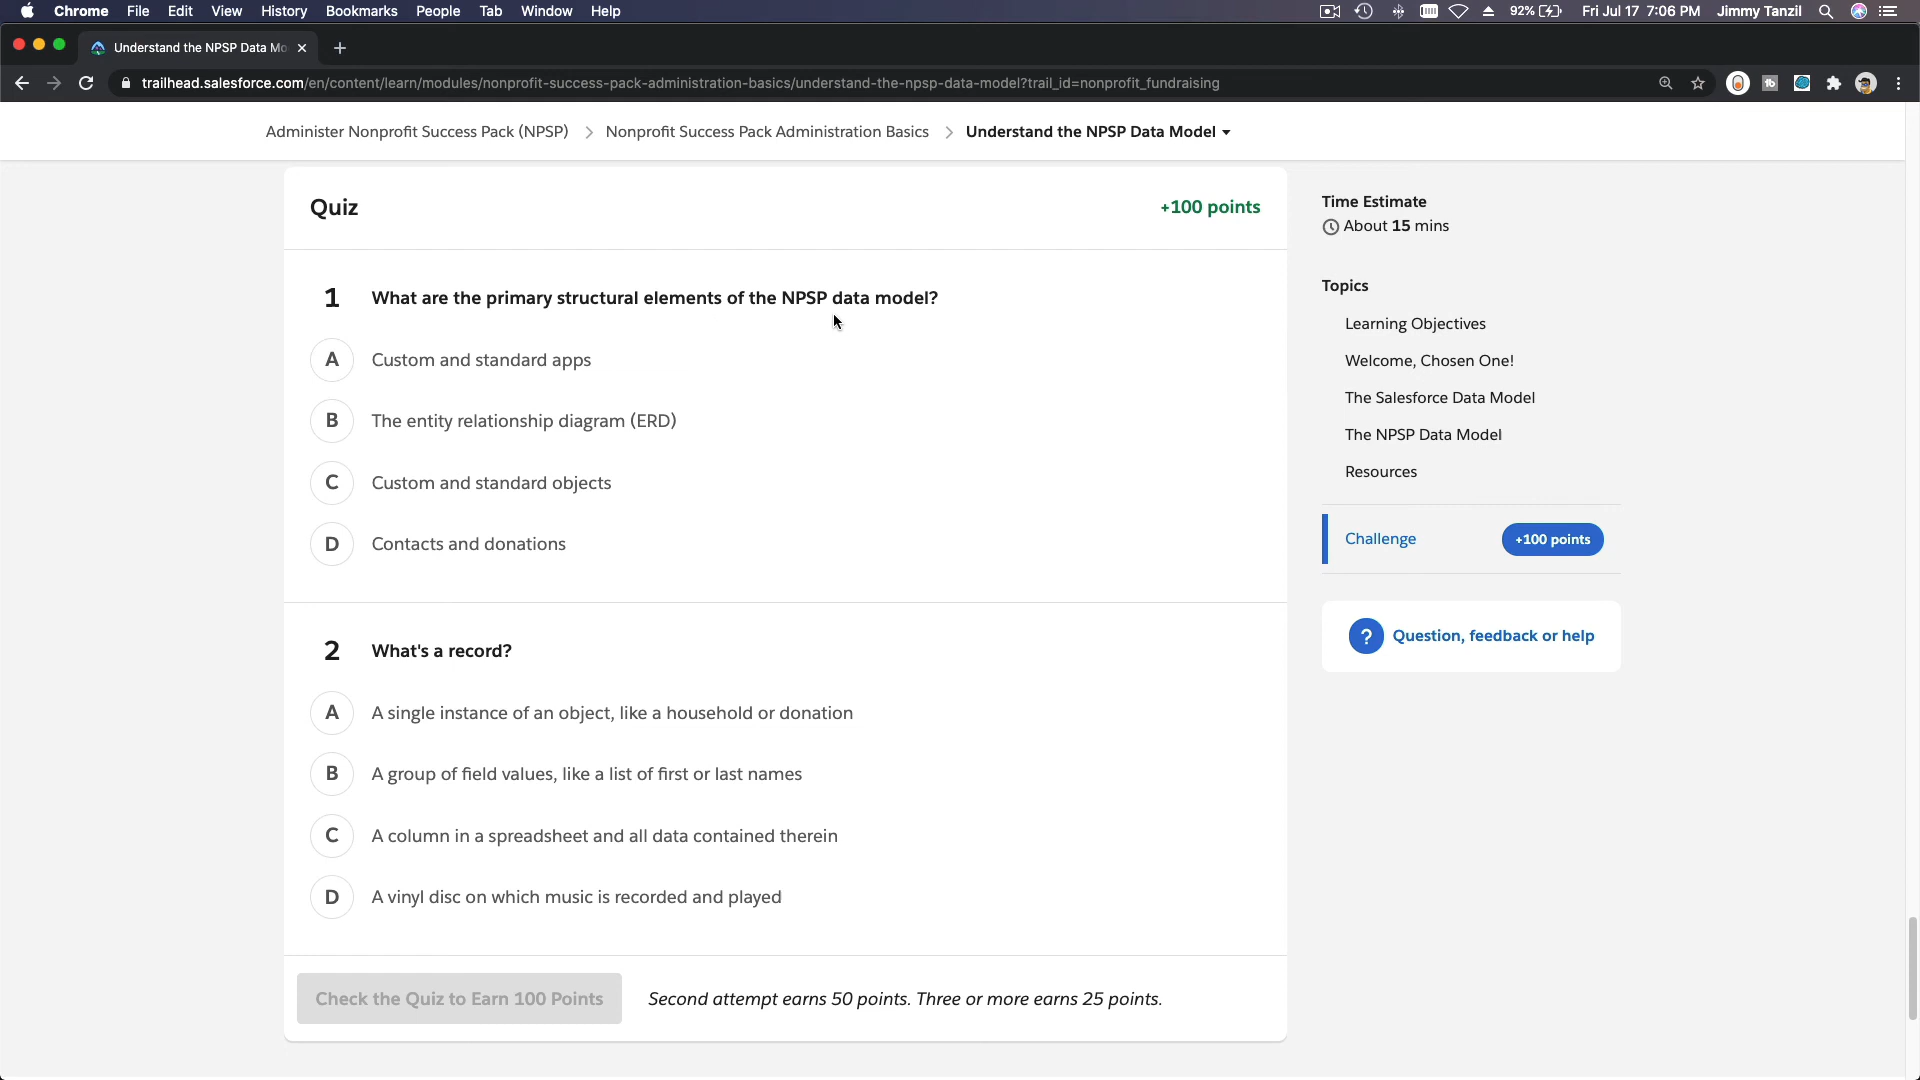 Chrome File Edit View History Bookmarks People Tab Window Help 92% Fri Jul 17 7:06 PM Jimmy Tanzil
Understand the NPSP Data Mo
trailhead.salesforce.com/en/content/learn/modules/nonprofit-success-pack-administration-basics/understand-the-npsp-data-model?trail_id=nonprofit_fundraising
Administer Nonprofit Success Pack (NPSP) > Nonprofit Success Pack Administration Basics > Understand the NPSP Data Model
Quiz +100 points
1 What are the primary structural elements of the NPSP data model?
A Custom and standard apps
B The entity relationship diagram (ERD)
C Custom and standard objects
D Contacts and donations
2 What's a record?
A A single instance of an object, like a household or donation
B A group of field values, like a list of first or last names
C A column in a spreadsheet and all data contained therein
D A vinyl disc on which music is recorded and played
Check the Quiz to Earn 100 Points Second attempt earns 50 points. Three or more earns 25 points.
Time Estimate
About 15 mins
Topics
Learning Objectives
Welcome, Chosen One!
The Salesforce Data Model
The NPSP Data Model
Resources
Challenge +100 points
? Question, feedback or help